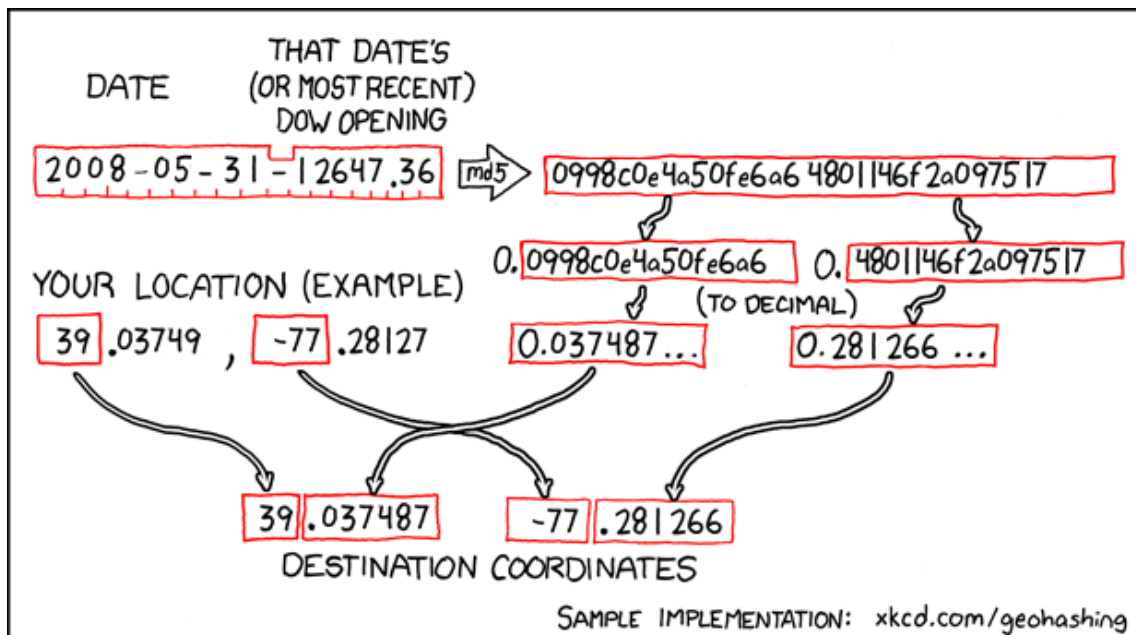 DATE
THAT DATE'S
(OR MOST RECENT)
DOW OPENING
2008-05-31-12647.36
md5
0998c0e4a50fe6a6 4801146f2a097517
0.0998c0e4a50fe6a6
0.4801146f2a097517
YOUR LOCATION (EXAMPLE)
(TO DECIMAL)
39.03749, -77.28127
0.037487...
0.281266...
39.037487
-77.281266
DESTINATION COORDINATES
SAMPLE IMPLEMENTATION: xkcd.com/geohashing